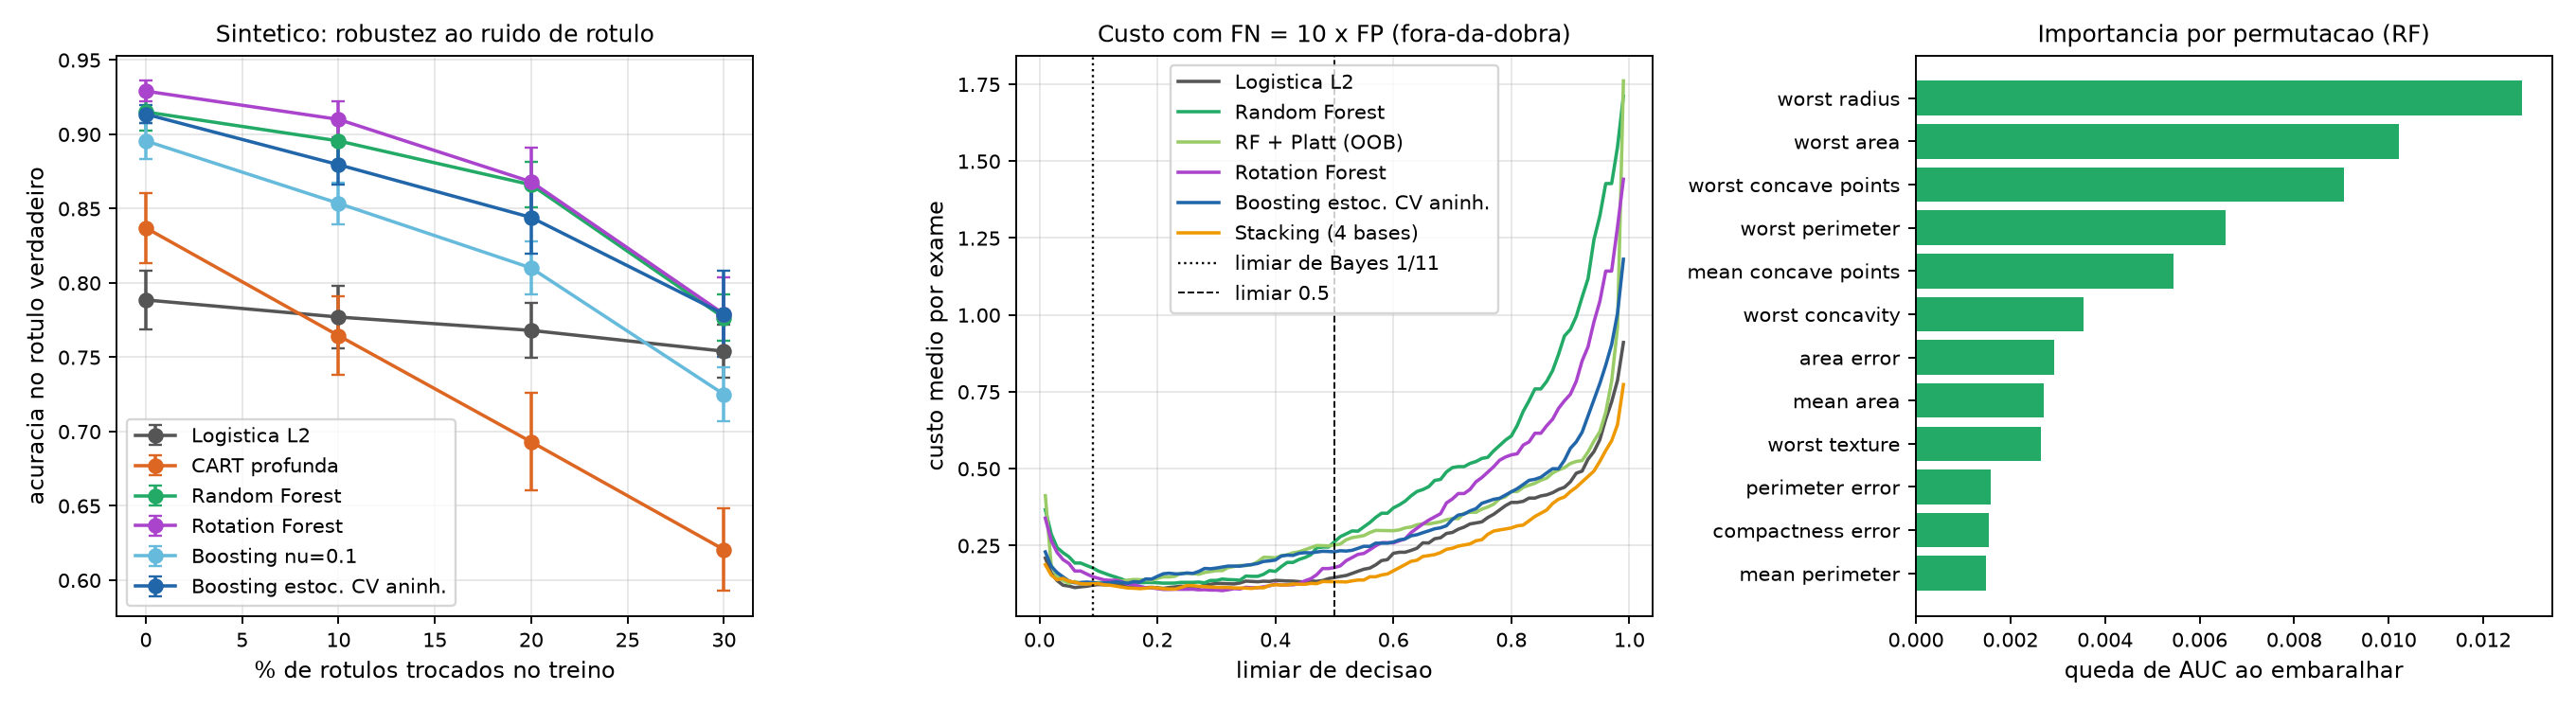 Sintetico: robustez ao ruido de rotulo
acuracia no rotulo verdadeiro
0.95
0.90
0.85
0.80
0.75
0.70
0.65
0.60
Logistica L2
CART profunda
Random Forest
Rotation Forest
Boosting nu=0.1
Boosting estoc. CV aninh.
0 5 10 15 20 25 30
% de rotulos trocados no treino
Custo com FN = 10 x FP (fora-da-dobra)
custo medio por exame
1.75
1.50
1.25
1.00
0.75
0.50
0.25
Logistica L2
Random Forest
RF + Platt (OOB)
Rotation Forest
Boosting estoc. CV aninh.
Stacking (4 bases)
limiar de Bayes 1/11
limiar 0.5
0.0 0.2 0.4 0.6 0.8 1.0
limiar de decisao
Importancia por permutacao (RF)
worst radius
worst area
worst concave points
worst perimeter
mean concave points
worst concavity
area error
mean area
worst texture
perimeter error
compactness error
mean perimeter
0.000 0.002 0.004 0.006 0.008 0.010 0.012
queda de AUC ao embaralhar